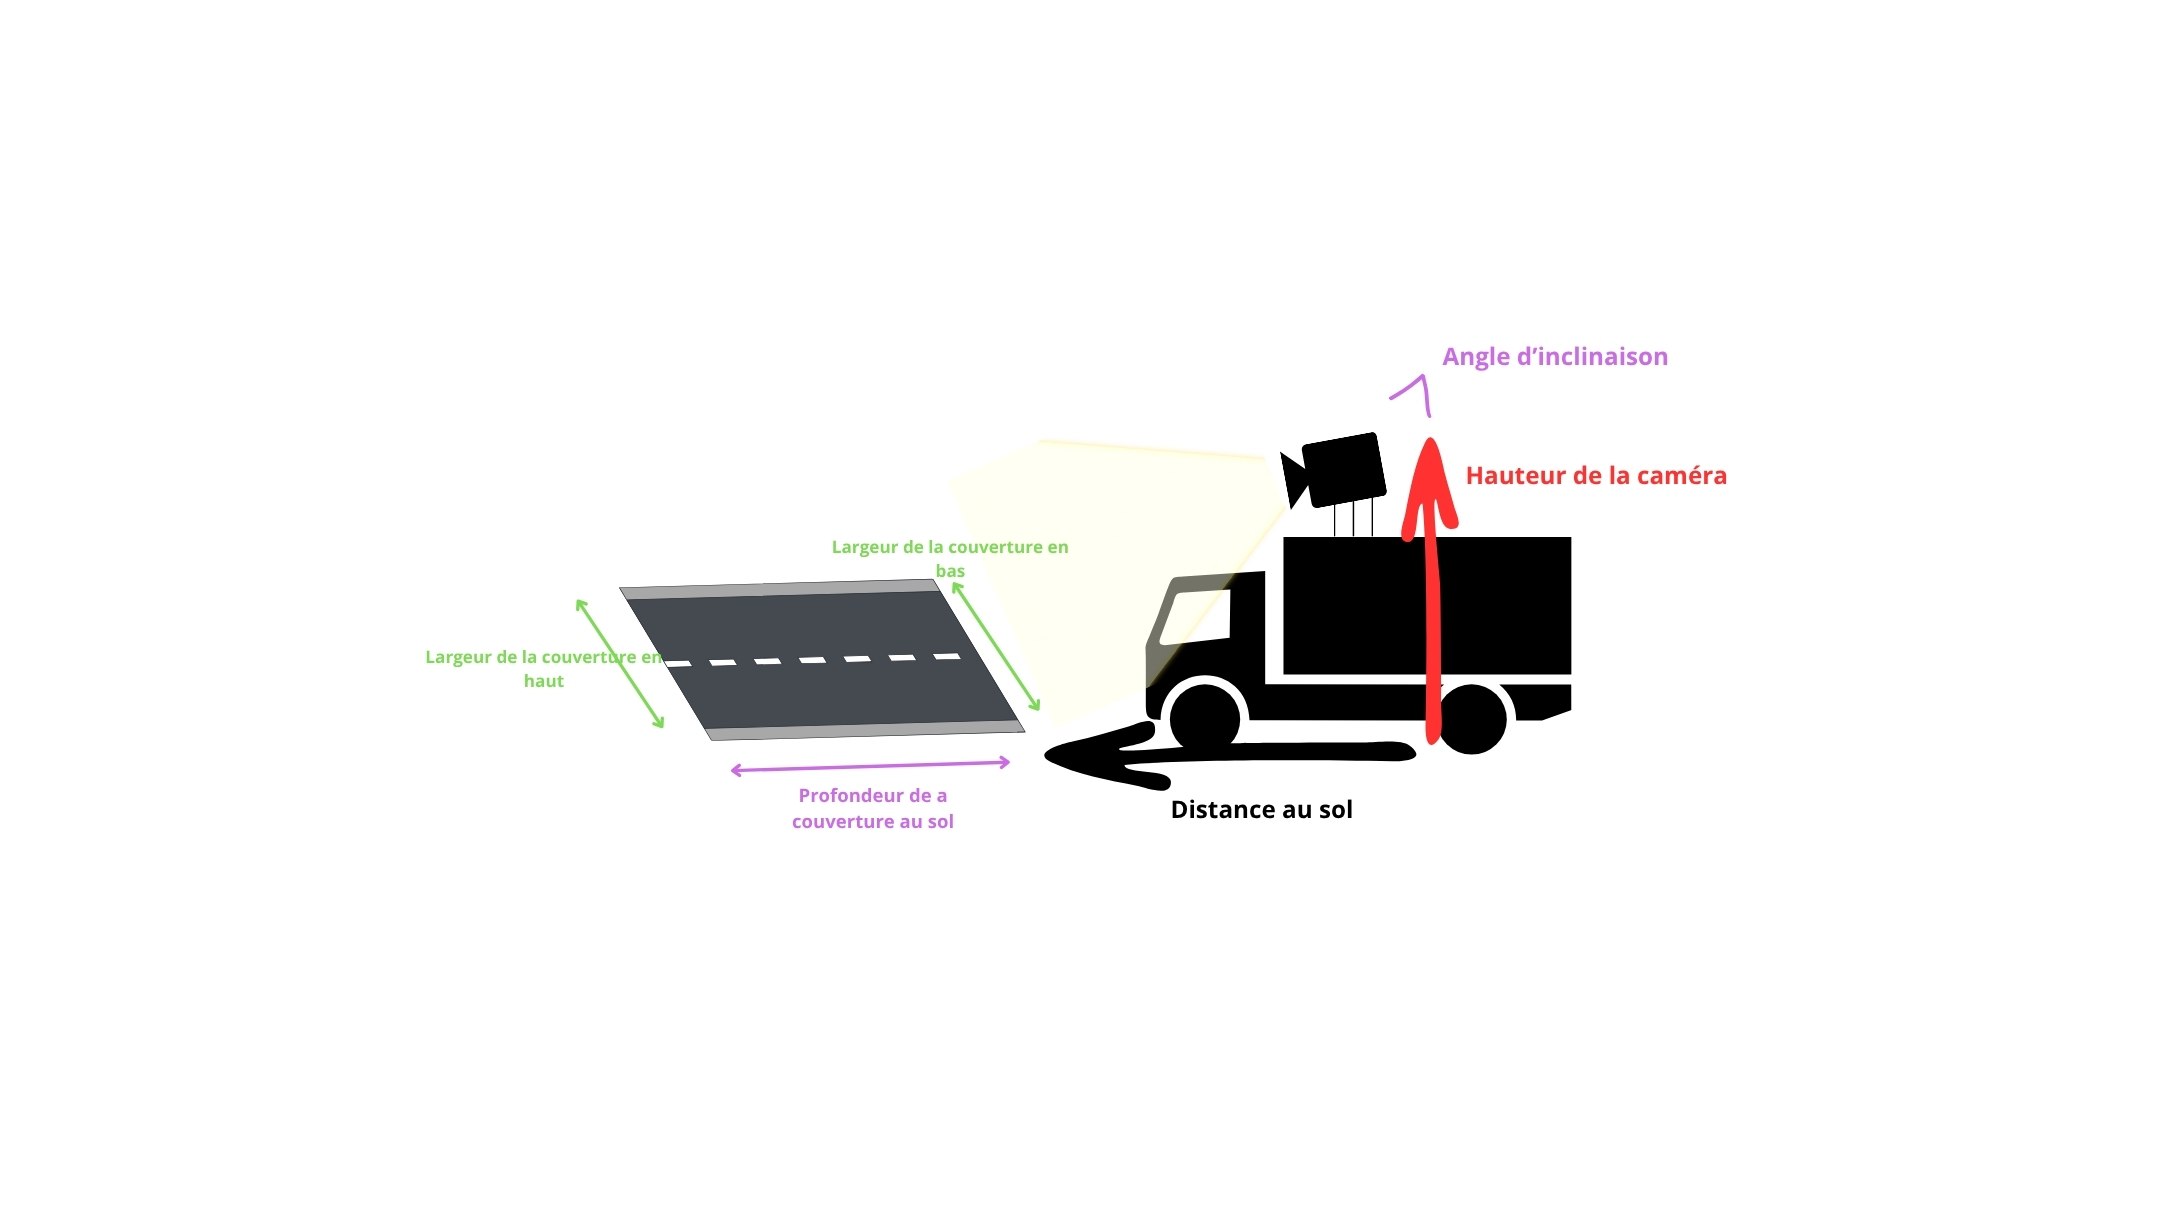 Angle d’inclinaison
Hauteur de la caméra
Largeur de la couverture en
bas
Largeur de la couverture en
haut
Profondeur de a
couverture au sol
Distance au sol